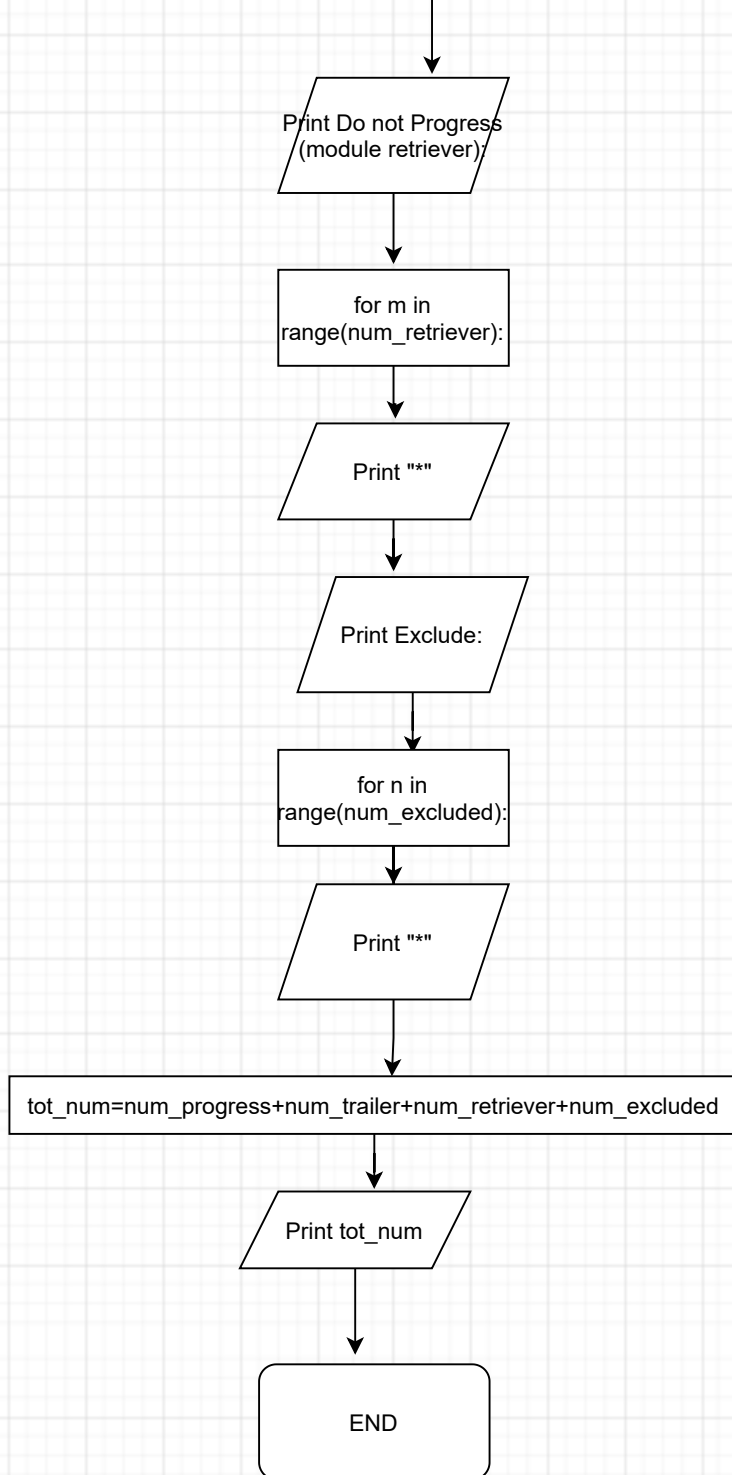 Print Do not Progress
(module retriever):
for m in
range(num_retriever):
Print "*"
Print Exclude:
for n in
range(num_excluded):
Print "*"
tot_num=num_progress+num_trailer+num_retriever+num_excluded
Print tot_num
END